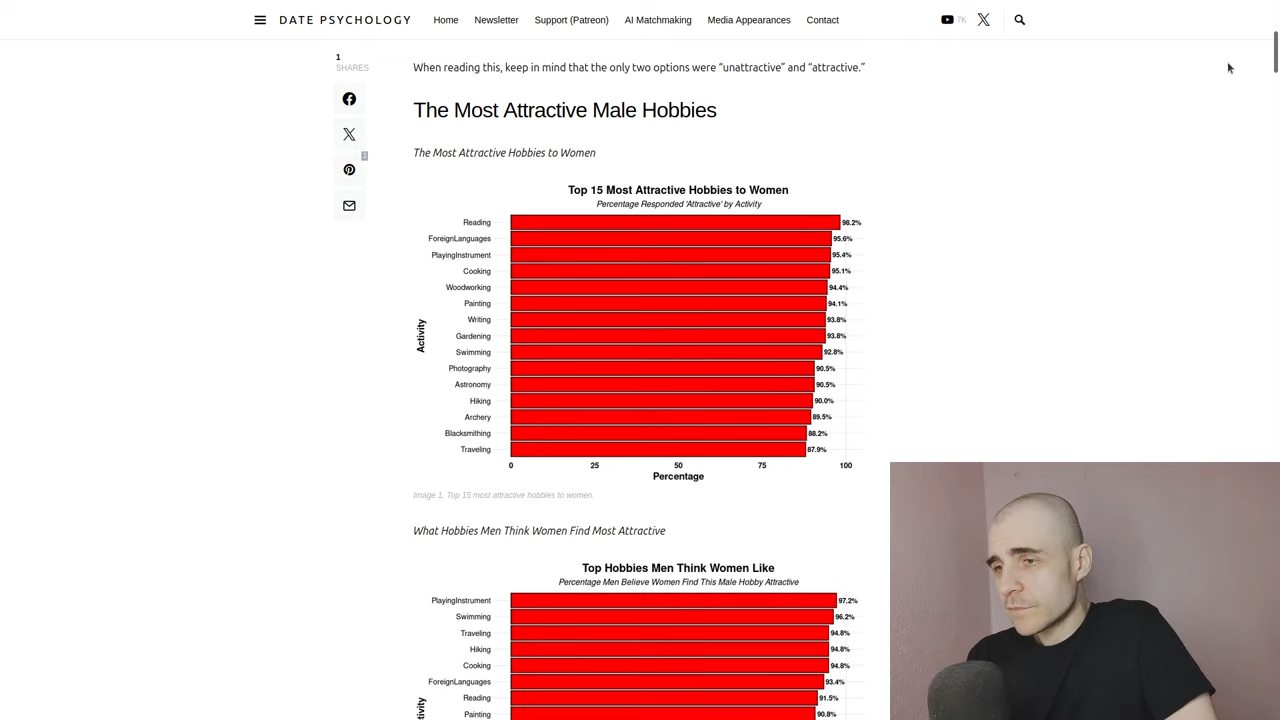 DATE PSYCHOLOGY Home Newsletter Support (Patreon) AI Matchmaking Media Appearances Contact 7K
1
SHARES
1
When reading this, keep in mind that the only two options were “unattractive” and “attractive.”
The Most Attractive Male Hobbies
The Most Attractive Hobbies to Women
Top 15 Most Attractive Hobbies to Women
Percentage Responded 'Attractive' by Activity
Activity
Reading 98.2%
ForeignLanguages 95.6%
PlayingInstrument 95.4%
Cooking 95.1%
Woodworking 94.4%
Painting 94.1%
Writing 93.8%
Gardening 93.8%
Swimming 92.8%
Photography 90.5%
Astronomy 90.5%
Hiking 90.0%
Archery 89.5%
Blacksmithing 88.2%
Traveling 87.9%
0 25 50 75 100
Percentage
Image 1. Top 15 most attractive hobbies to women.
What Hobbies Men Think Women Find Most Attractive
Top Hobbies Men Think Women Like
Percentage Men Believe Women Find This Male Hobby Attractive
PlayingInstrument 97.2%
Swimming 96.2%
Traveling 94.8%
Hiking 94.8%
Cooking 94.8%
ForeignLanguages 93.4%
Reading 91.5%
Painting 90.8%
tivity